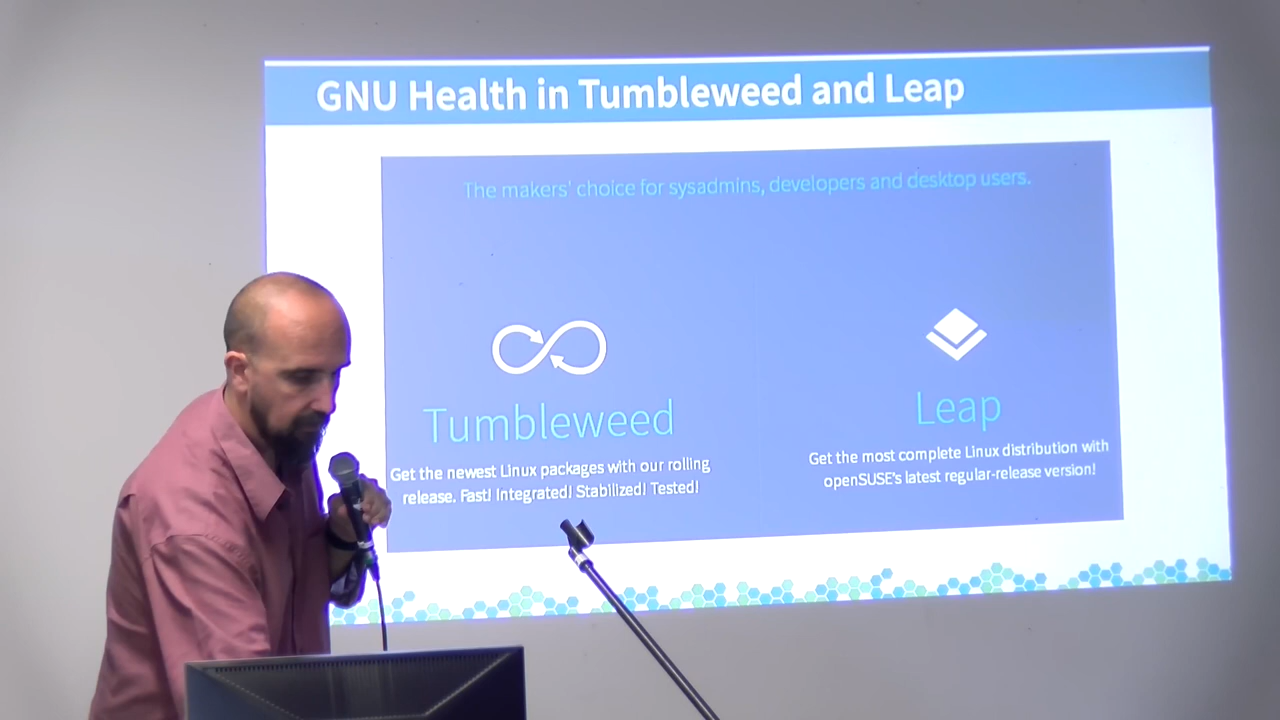 GNU Health in Tumbleweed and Leap
The makers' choice for sysadmins, developers and desktop users.
Tumbleweed
Get the newest Linux packages with our rolling
release. Fast! Integrated! Stabilized! Tested!
Leap
Get the most complete Linux distribution with
openSUSE's latest regular-release version!